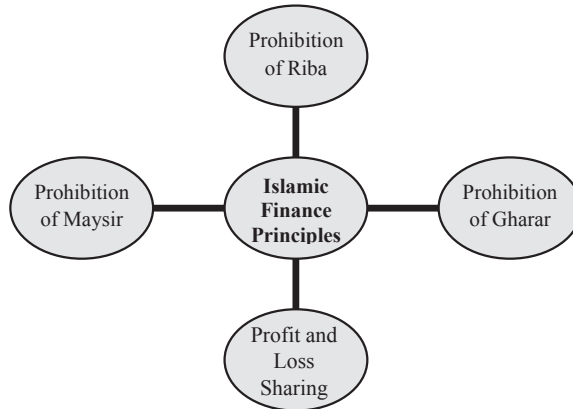 Prohibition
of Riba
Prohibition
of Maysir
Islamic
Finance
Principles
Prohibition
of Gharar
Profit and
Loss
Sharing